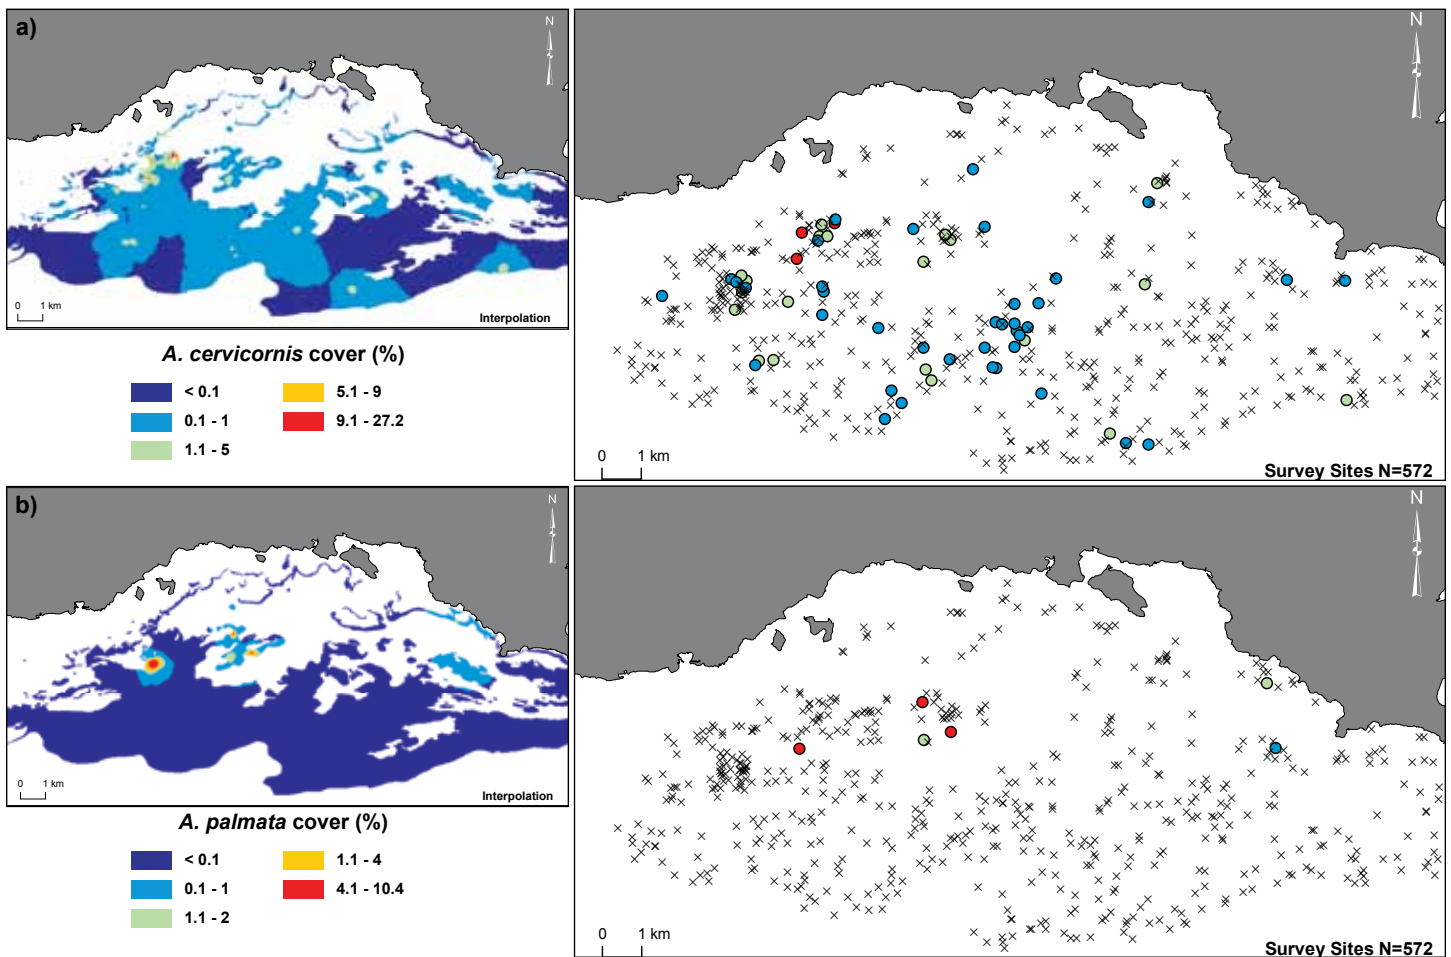 a)
N
0 1 km
Interpolation
A. cervicornis cover (%)
< 0.1
0.1 - 1
1.1 - 5
5.1 - 9
9.1 - 27.2
N
0 1 km
Survey Sites N=572
b)
N
0 1 km
Interpolation
A. palmata cover (%)
< 0.1
0.1 - 1
1.1 - 2
1.1 - 4
4.1 - 10.4
N
0 1 km
Survey Sites N=572